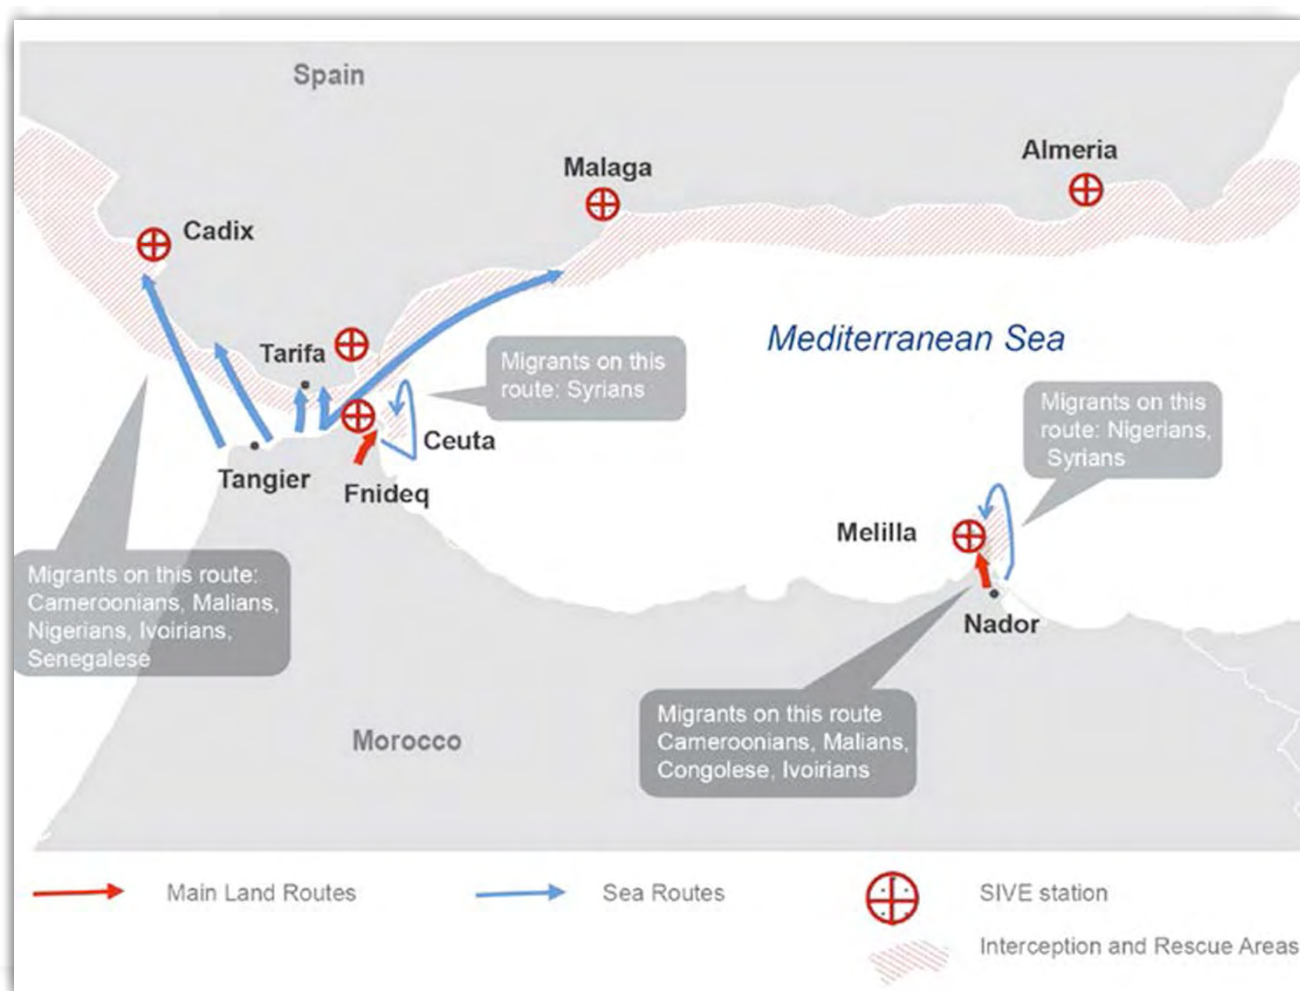 Spain
Almeria
Malaga
Cadix
Mediterranean Sea
Tarifa
Migrants on this
route: Syrians
Migrants on this
route: Nigerians,
Syrians
Ceuta
Tangier
Fnideq
Melilla
Migrants on this route:
Cameroonians, Malians,
Nigerians, Ivoirians,
Senegalese
Nador
Migrants on this route
Cameroonians, Malians,
Congolese, Ivoirians
Morocco
Main Land Routes
Sea Routes
SIVE station
Interception and Rescue Areas